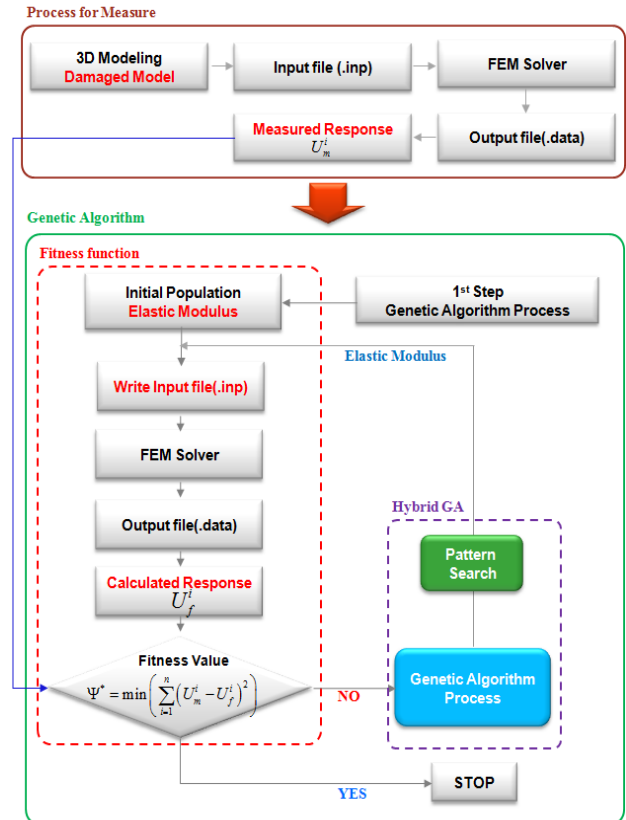 Process for Measure
3D Modeling
Damaged Model
Input file (.inp)
FEM Solver
Measured Response
U_m^i
Output file(.data)
Genetic Algorithm
Fitness function
Initial Population
Elastic Modulus
1st Step
Genetic Algorithm Process
Elastic Modulus
Write Input file(.inp)
FEM Solver
Output file(.data)
Hybrid GA
Pattern
Search
Calculated Response
U_f^i
Fitness Value
Ψ* = min(∑_{i=1}^{n}(U_m^i − U_f^i)^2)
NO
Genetic Algorithm
Process
YES
STOP